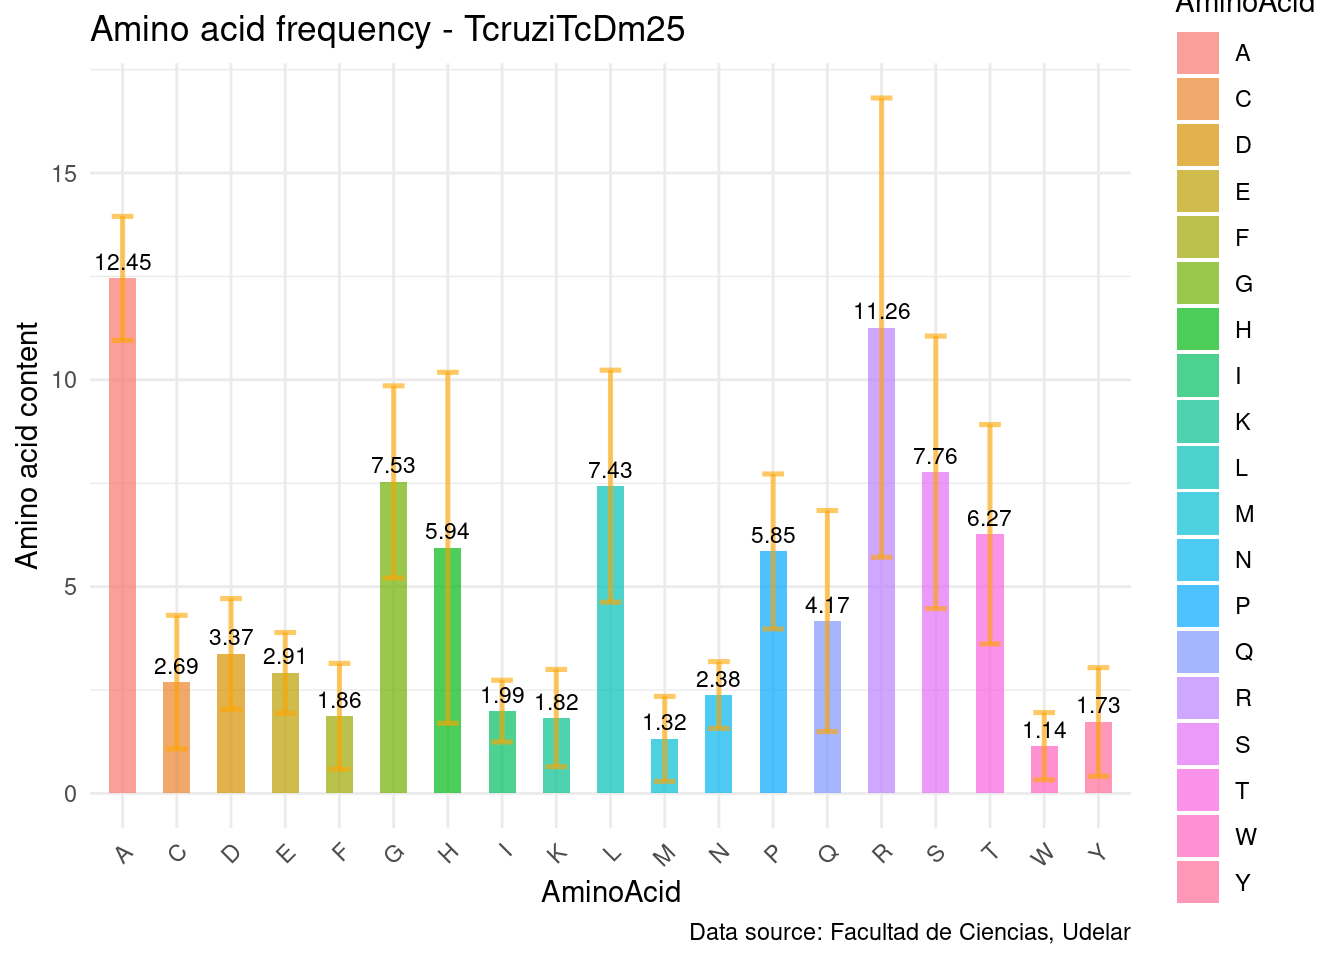 Amino acid frequency - TcruziTcDm25
AminoAcid
A
C
D
E
F
G
H
I
K
L
M
N
P
Q
R
S
T
W
Y
Amino acid content
15
10
5
0
12.45
2.69
3.37
2.91
1.86
7.53
5.94
1.99
1.82
7.43
1.32
2.38
5.85
4.17
11.26
7.76
6.27
1.14
1.73
A C D E F G H I K L M N P Q R S T W Y
AminoAcid
Data source: Facultad de Ciencias, Udelar